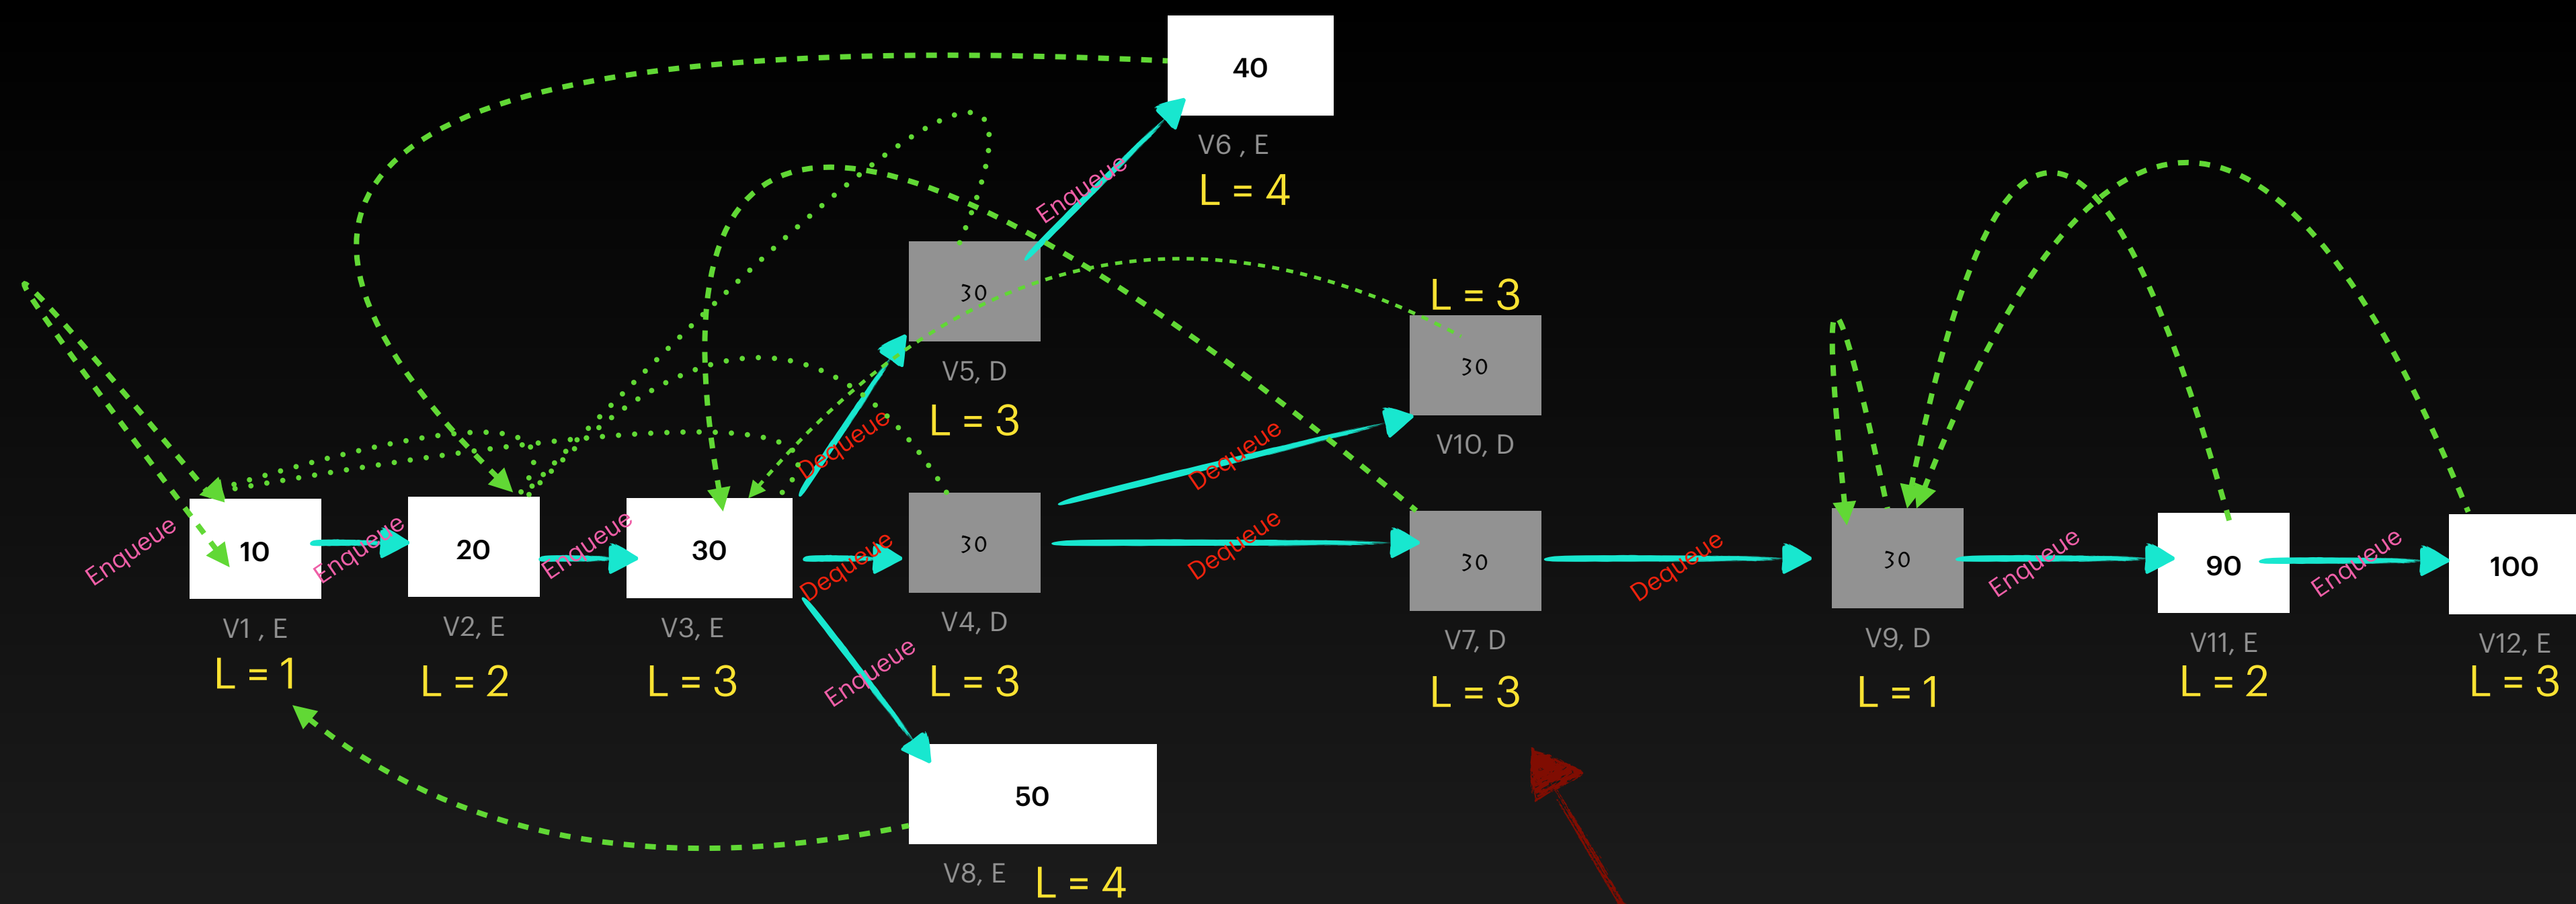 40
V6 , E
L = 4
Enqueue
30
V5, D
L = 3
L = 3
30
V10, D
Dequeue
Dequeue
Enqueue
10
V1 , E
L = 1
Enqueue
20
V2, E
L = 2
Enqueue
30
V3, E
L = 3
Dequeue
30
V4, D
L = 3
Dequeue
30
V7, D
L = 3
Dequeue
30
V9, D
L = 1
Enqueue
90
V11, E
L = 2
Enqueue
100
V12, E
L = 3
Enqueue
50
V8, E
L = 4